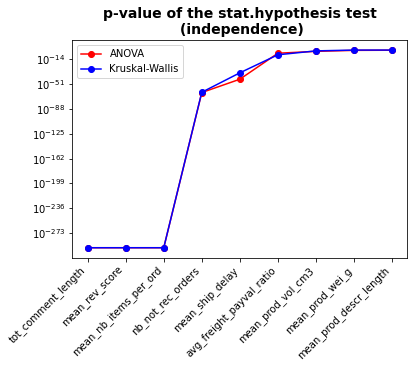 p-value of the stat.hypothesis test
(independence)
ANOVA
Kruskal-Wallis
10^-14
10^-51
10^-88
10^-125
10^-162
10^-199
10^-236
10^-273
tot_comment_length
mean_rev_score
mean_nb_items_per_ord
nb_not_rec_orders
mean_ship_delay
avg_freight_payval_ratio
mean_prod_vol_cm3
mean_prod_wei_g
mean_prod_descr_length